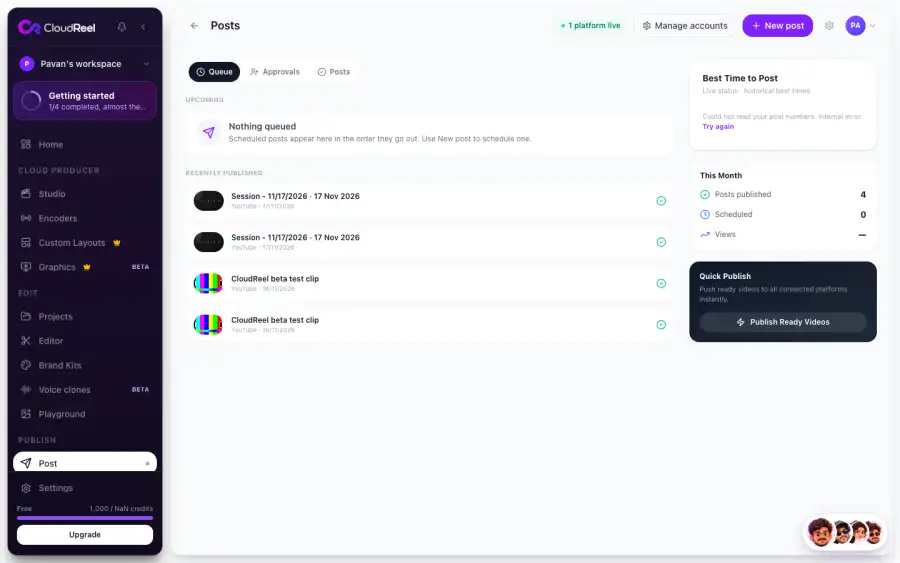 CloudReel
P Pavan's workspace
Getting started
1/4 completed, almost the...
Home
CLOUD PRODUCER
Studio
Encoders
Custom Layouts
Graphics BETA
EDIT
Projects
Editor
Brand Kits
Voice clones BETA
Playground
PUBLISH
Post
Settings
Free 1,000 / NaN credits
Upgrade
Posts
1 platform live
Manage accounts
+ New post
PA
Queue
Approvals
Posts
UPCOMING
Nothing queued
Scheduled posts appear here in the order they go out. Use New post to schedule one.
RECENTLY PUBLISHED
Session - 11/17/2026 · 17 Nov 2026
YouTube · 17/11/2026
Session - 11/17/2026 · 17 Nov 2026
YouTube · 17/11/2026
CloudReel beta test clip
YouTube · 16/11/2026
CloudReel beta test clip
YouTube · 16/11/2026
Best Time to Post
Live status · historical best times
Could not read your post numbers: Internal error
Try again
This Month
Posts published 4
Scheduled 0
Views —
Quick Publish
Push ready videos to all connected platforms
instantly.
Publish Ready Videos